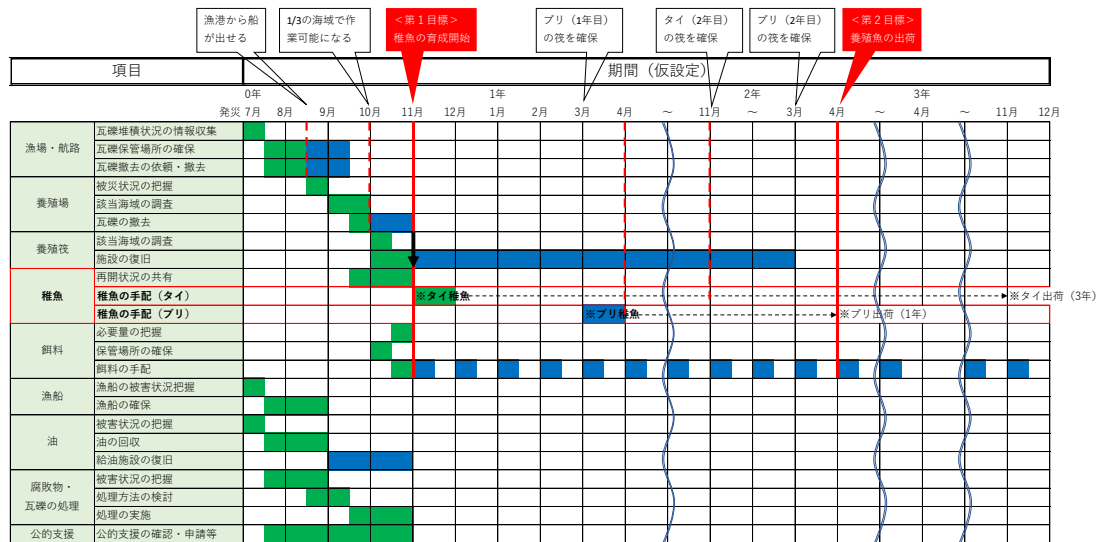 漁港から船
が出せる
1/3の海域で作
業可能になる
＜第１目標＞
稚魚の育成開始
ブリ（1年目）
の筏を確保
タイ（2年目）
の筏を確保
ブリ（2年目）
の筏を確保
＜第２目標＞
養殖魚の出荷
項目 期間（仮設定）
0年 1年 2年 3年
発災 7月 8月 9月 10月 11月 12月 1月 2月 3月 4月 ～ 11月 ～ 3月 4月 ～ 4月 ～ 11月 12月
漁場・航路
瓦礫堆積状況の情報収集
瓦礫保管場所の確保
瓦礫撤去の依頼・撤去
養殖場
被災状況の把握
該当海域の調査
瓦礫の撤去
養殖筏
該当海域の調査
施設の復旧
稚魚
再開状況の共有
稚魚の手配（タイ） ※タイ稚魚 ※タイ出荷（3年）
稚魚の手配（ブリ） ※ブリ稚魚 ※ブリ出荷（1年）
餌料
必要量の把握
保管場所の確保
餌料の手配
漁船
漁船の被害状況把握
漁船の確保
油
被害状況の把握
油の回収
給油施設の復旧
腐敗物・
瓦礫の処理
被害状況の把握
処理方法の検討
処理の実施
公的支援 公的支援の確認・申請等